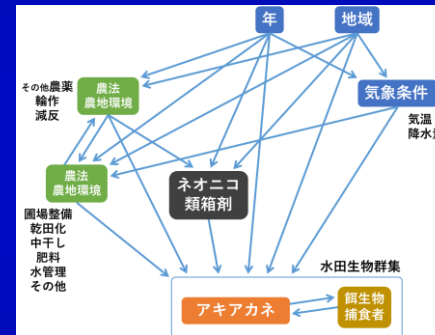 年
地域
その他農薬
輪作
減反
農法
農地環境
気象条件
気温
農法
農地環境
ネオニコ
類箱剤
圃場整備
乾田化
中干し
肥料
水管理
その他
水田生物群集
アキアカネ
餌生物
捕食者